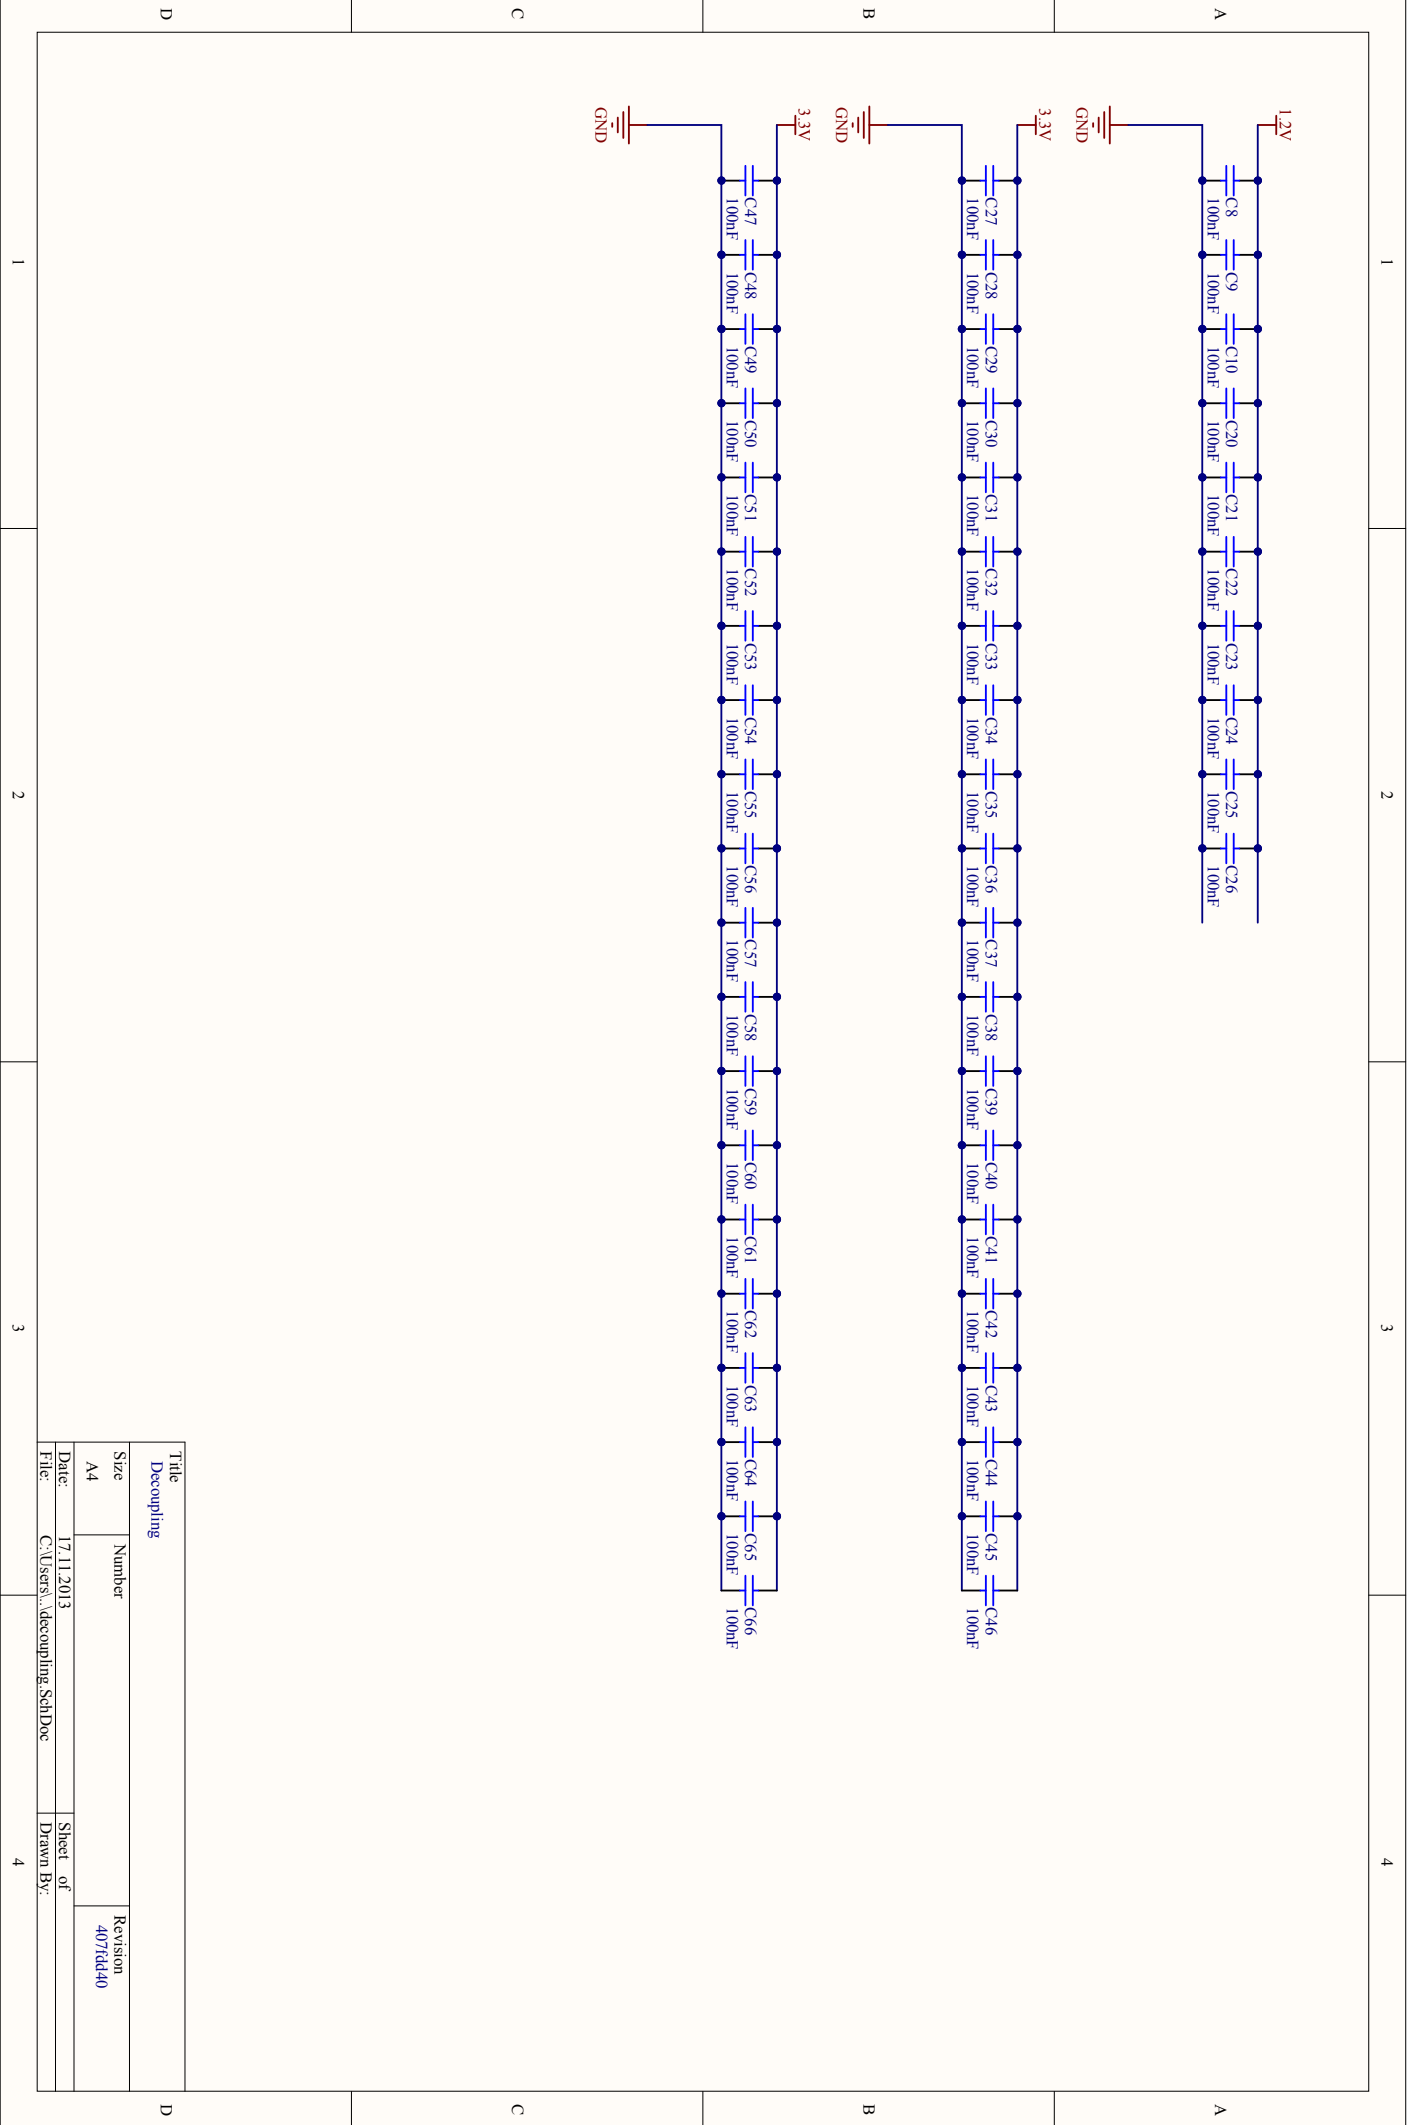 1 2 3 4
A A
1.2V
C8 C9 C10 C20 C21 C22 C23 C24 C25 C26
100nF 100nF 100nF 100nF 100nF 100nF 100nF 100nF 100nF 100nF
GND
3.3V
C27 C28 C29 C30 C31 C32 C33 C34 C35 C36 C37 C38 C39 C40 C41 C42 C43 C44 C45 C46
100nF 100nF 100nF 100nF 100nF 100nF 100nF 100nF 100nF 100nF 100nF 100nF 100nF 100nF 100nF 100nF 100nF 100nF 100nF 100nF
B B
GND
3.3V
C47 C48 C49 C50 C51 C52 C53 C54 C55 C56 C57 C58 C59 C60 C61 C62 C63 C64 C65 C66
100nF 100nF 100nF 100nF 100nF 100nF 100nF 100nF 100nF 100nF 100nF 100nF 100nF 100nF 100nF 100nF 100nF 100nF 100nF 100nF
GND
C C
D D
Title
Decoupling
Size Number Revision
A4 407fdd40
Date: 17.11.2013 Sheet of
File: C:\Users\..\decoupling.SchDoc Drawn By:
1 2 3 4